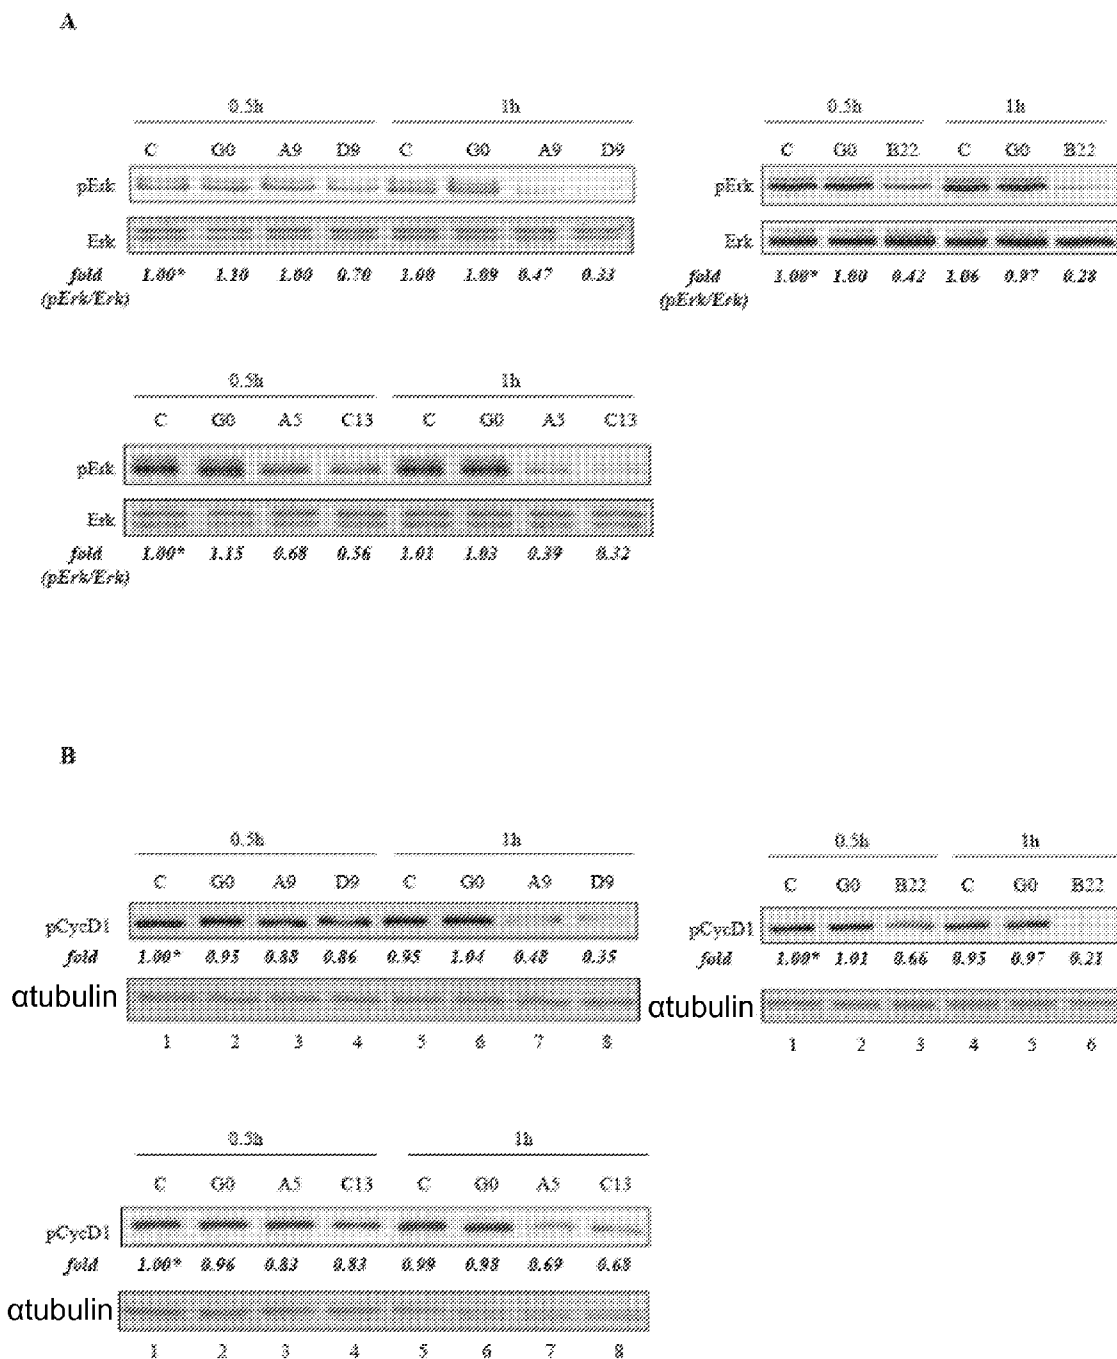 A
0.5h 1h
C G0 A9 D9 C G0 A9 D9
pErk
Erk
fold 1.00* 1.10 1.00 0.70 1.00 1.09 0.47 0.33
(pErk/Erk)
0.5h 1h
C G0 B22 C G0 B22
pErk
Erk
fold 1.00* 1.00 0.42 1.06 0.97 0.28
(pErk/Erk)
0.5h 1h
C G0 A5 C13 C G0 A5 C13
pErk
Erk
fold 1.00* 1.15 0.68 0.56 1.01 1.03 0.39 0.32
(pErk/Erk)
B
0.5h 1h
C G0 A9 D9 C G0 A9 D9
pCycD1
fold 1.00* 0.95 0.88 0.86 0.95 1.04 0.48 0.35
αtubulin
1 2 3 4 5 6 7 8
0.5h 1h
C G0 B22 C G0 B22
pCycD1
fold 1.00* 1.01 0.66 0.95 0.97 0.21
αtubulin
1 2 3 4 5 6
0.5h 1h
C G0 A5 C13 C G0 A5 C13
pCycD1
fold 1.00* 0.96 0.83 0.83 0.99 0.98 0.69 0.68
αtubulin
1 2 3 4 5 6 7 8